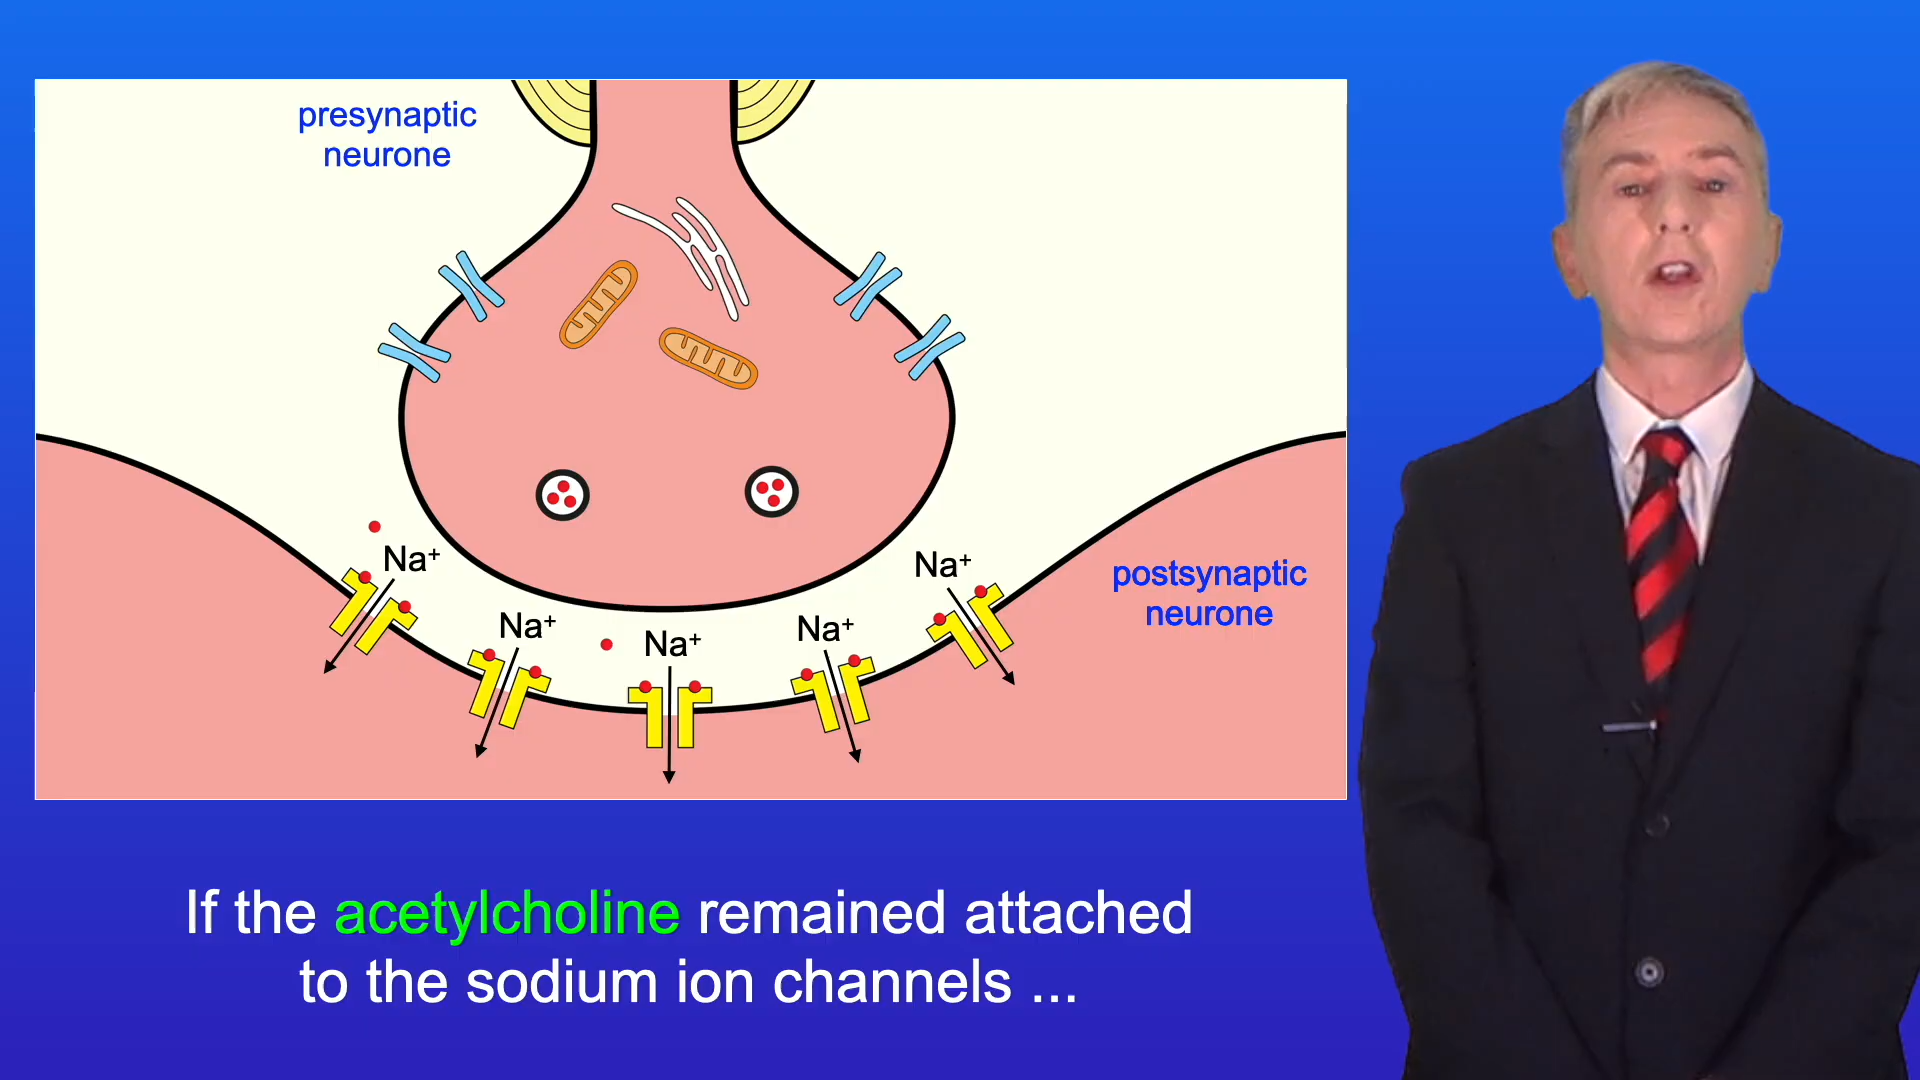 presynaptic
neurone
Na⁺
Na⁺
Na⁺
Na⁺
Na⁺
postsynaptic
neurone
If the acetylcholine remained attached
to the sodium ion channels ...